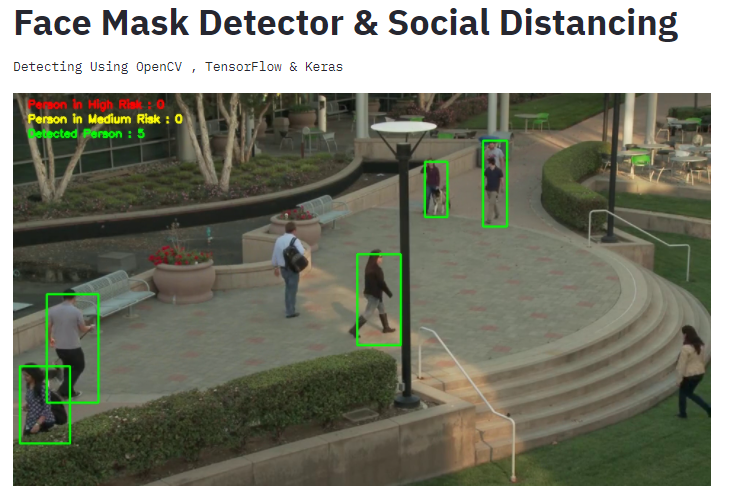 Face Mask Detector & Social Distancing
Detecting Using OpenCV , TensorFlow & Keras
Person in High Risk : 0
Person in Medium Risk : 0
Detected Person : 5